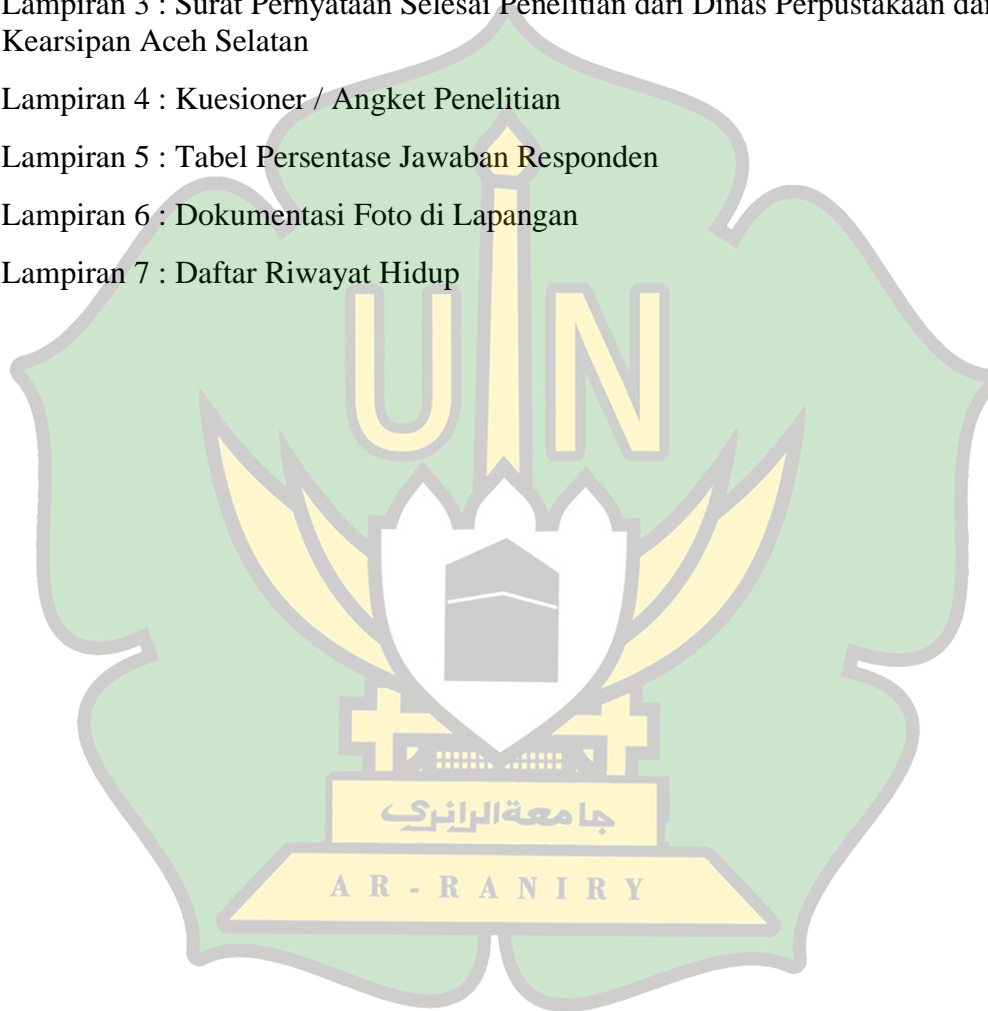 Lampiran 3 : Surat Pernyataan Selesai Penelitian dari Dinas Perpustakaan dan
Kearsipan Aceh Selatan
Lampiran 4 : Kuesioner / Angket Penelitian
Lampiran 5 : Tabel Persentase Jawaban Responden
Lampiran 6 : Dokumentasi Foto di Lapangan
Lampiran 7 : Daftar Riwayat Hidup
UIN
جامعة الرانري
AR-RANIRY